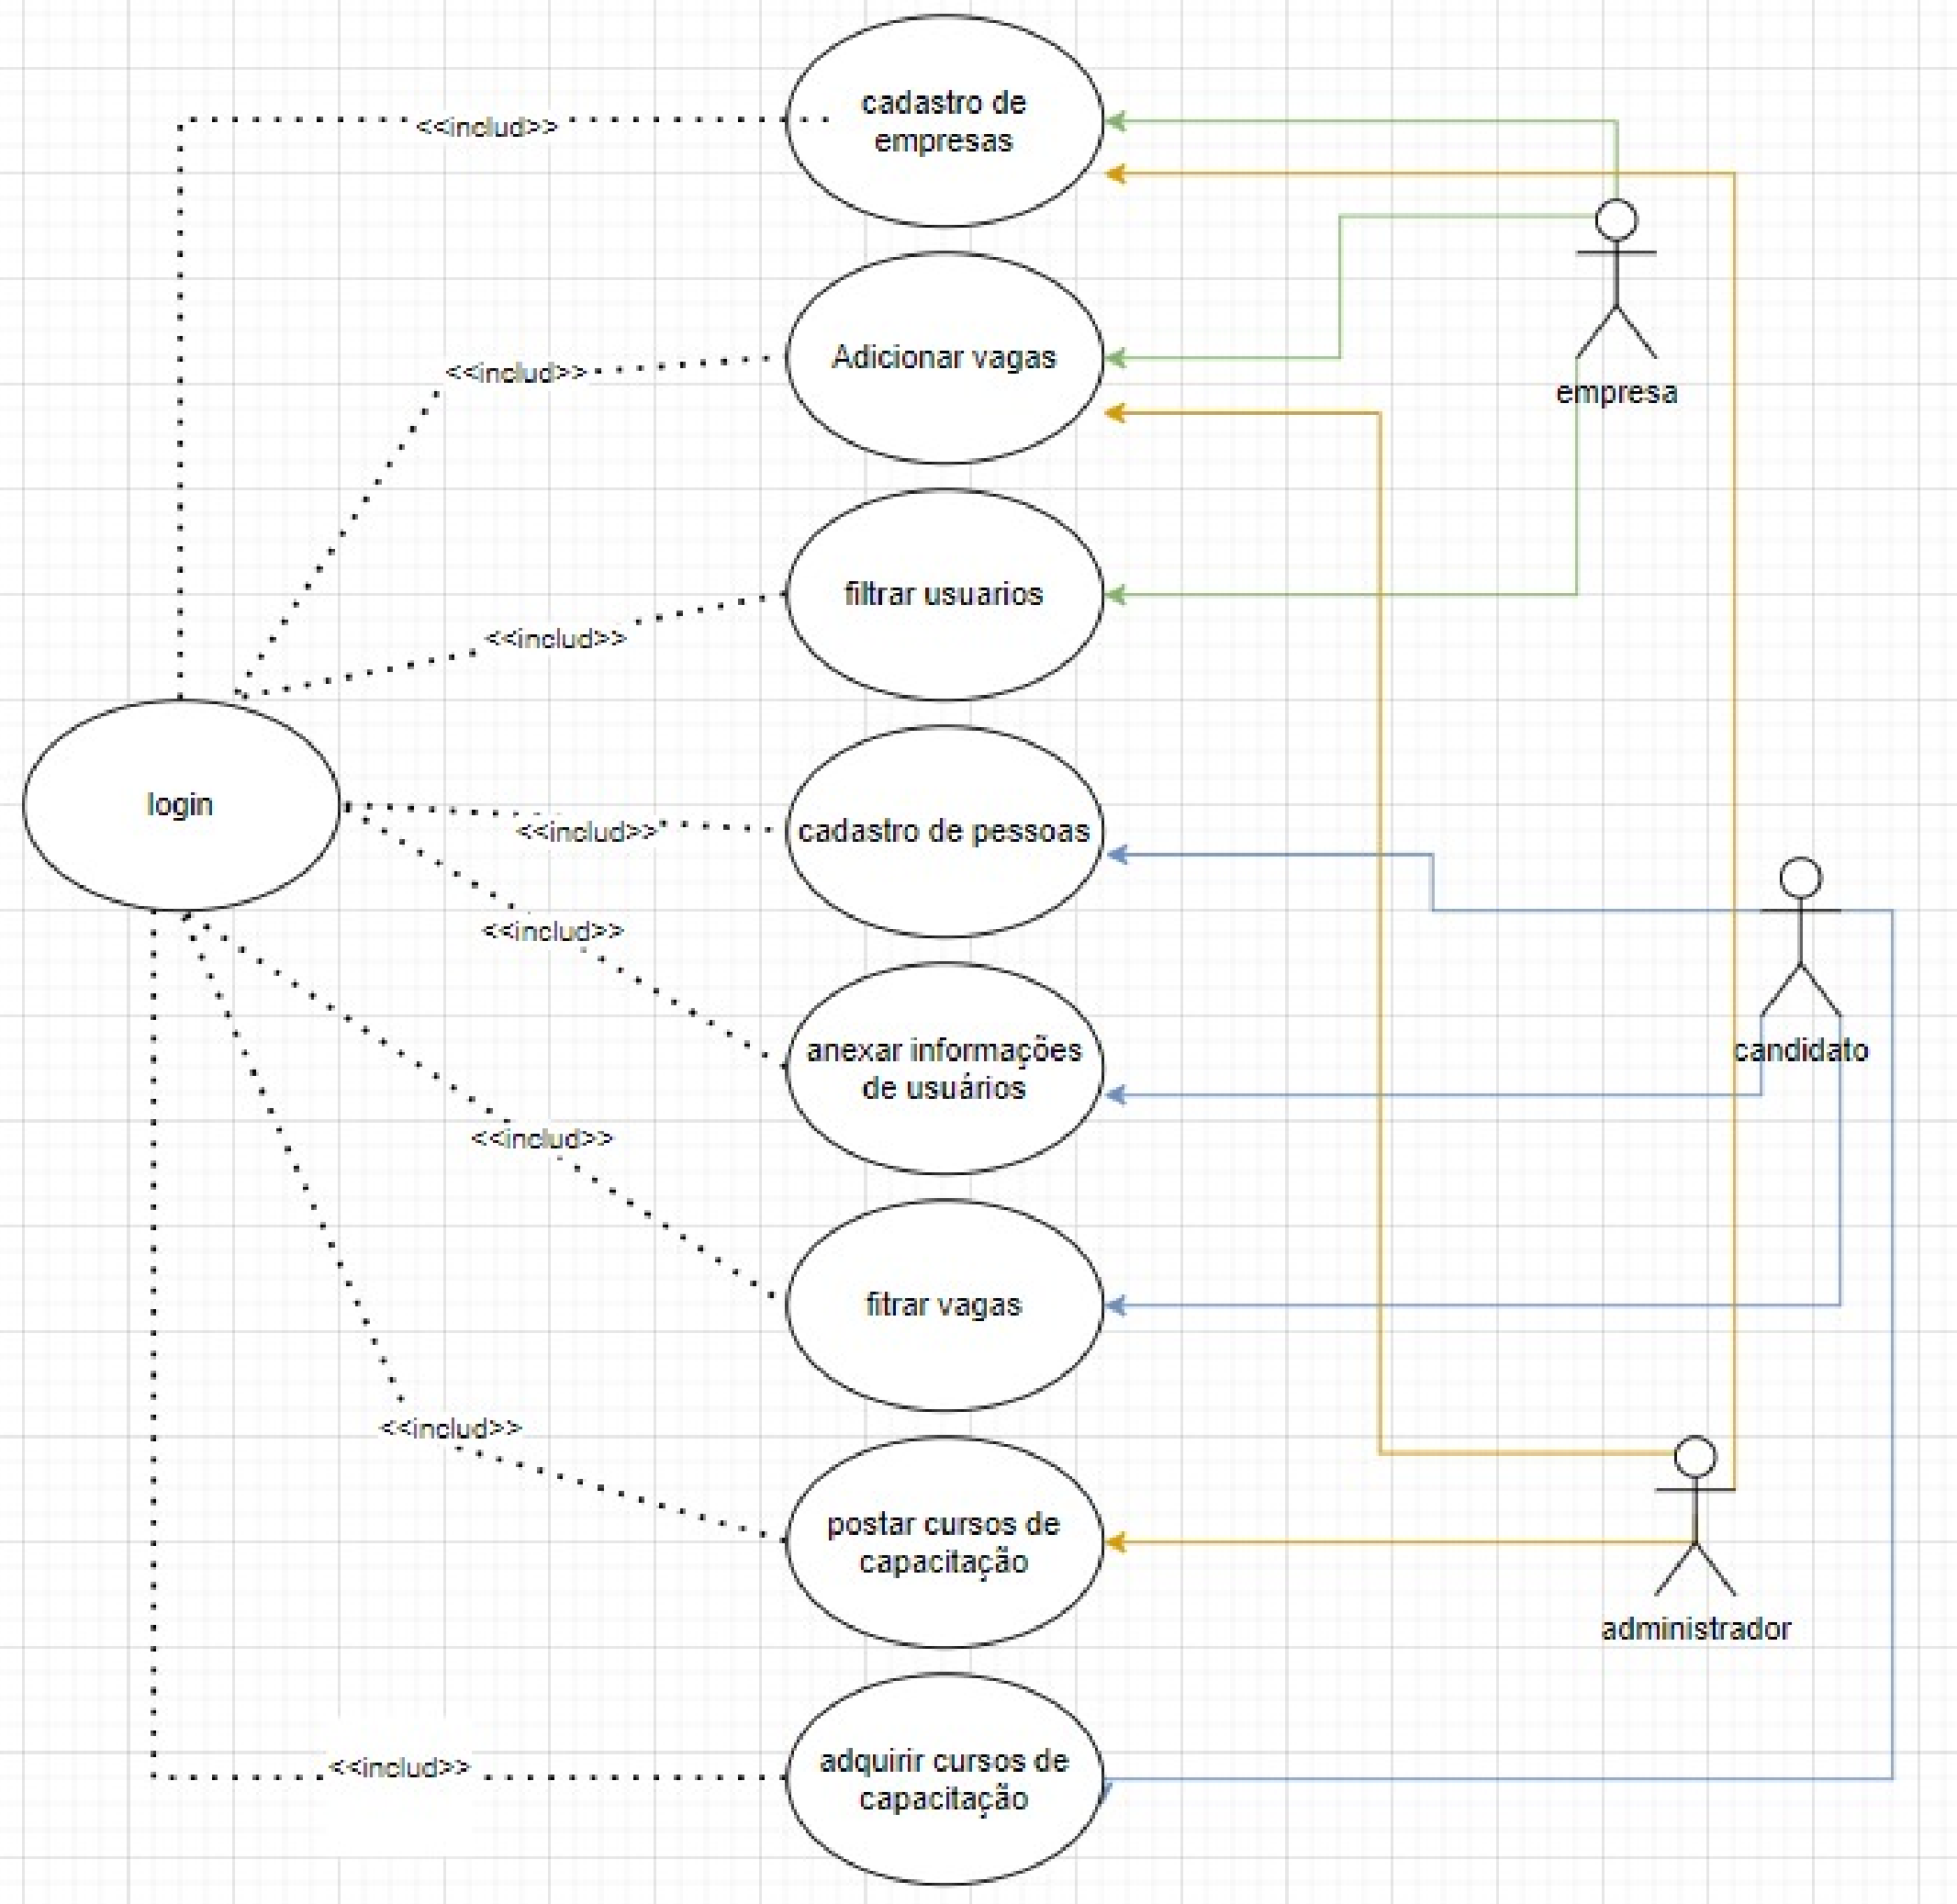 cadastro de
empresas
<<includ>>
Adicionar vagas
<<includ>>
empresa
filtrar usuarios
<<includ>>
login
cadastro de pessoas
<<includ>>
<<includ>>
anexar informações
de usuários
candidato
<<includ>>
fitrar vagas
<<includ>>
postar cursos de
capacitação
administrador
<<includ>>
adquirir cursos de
capacitação